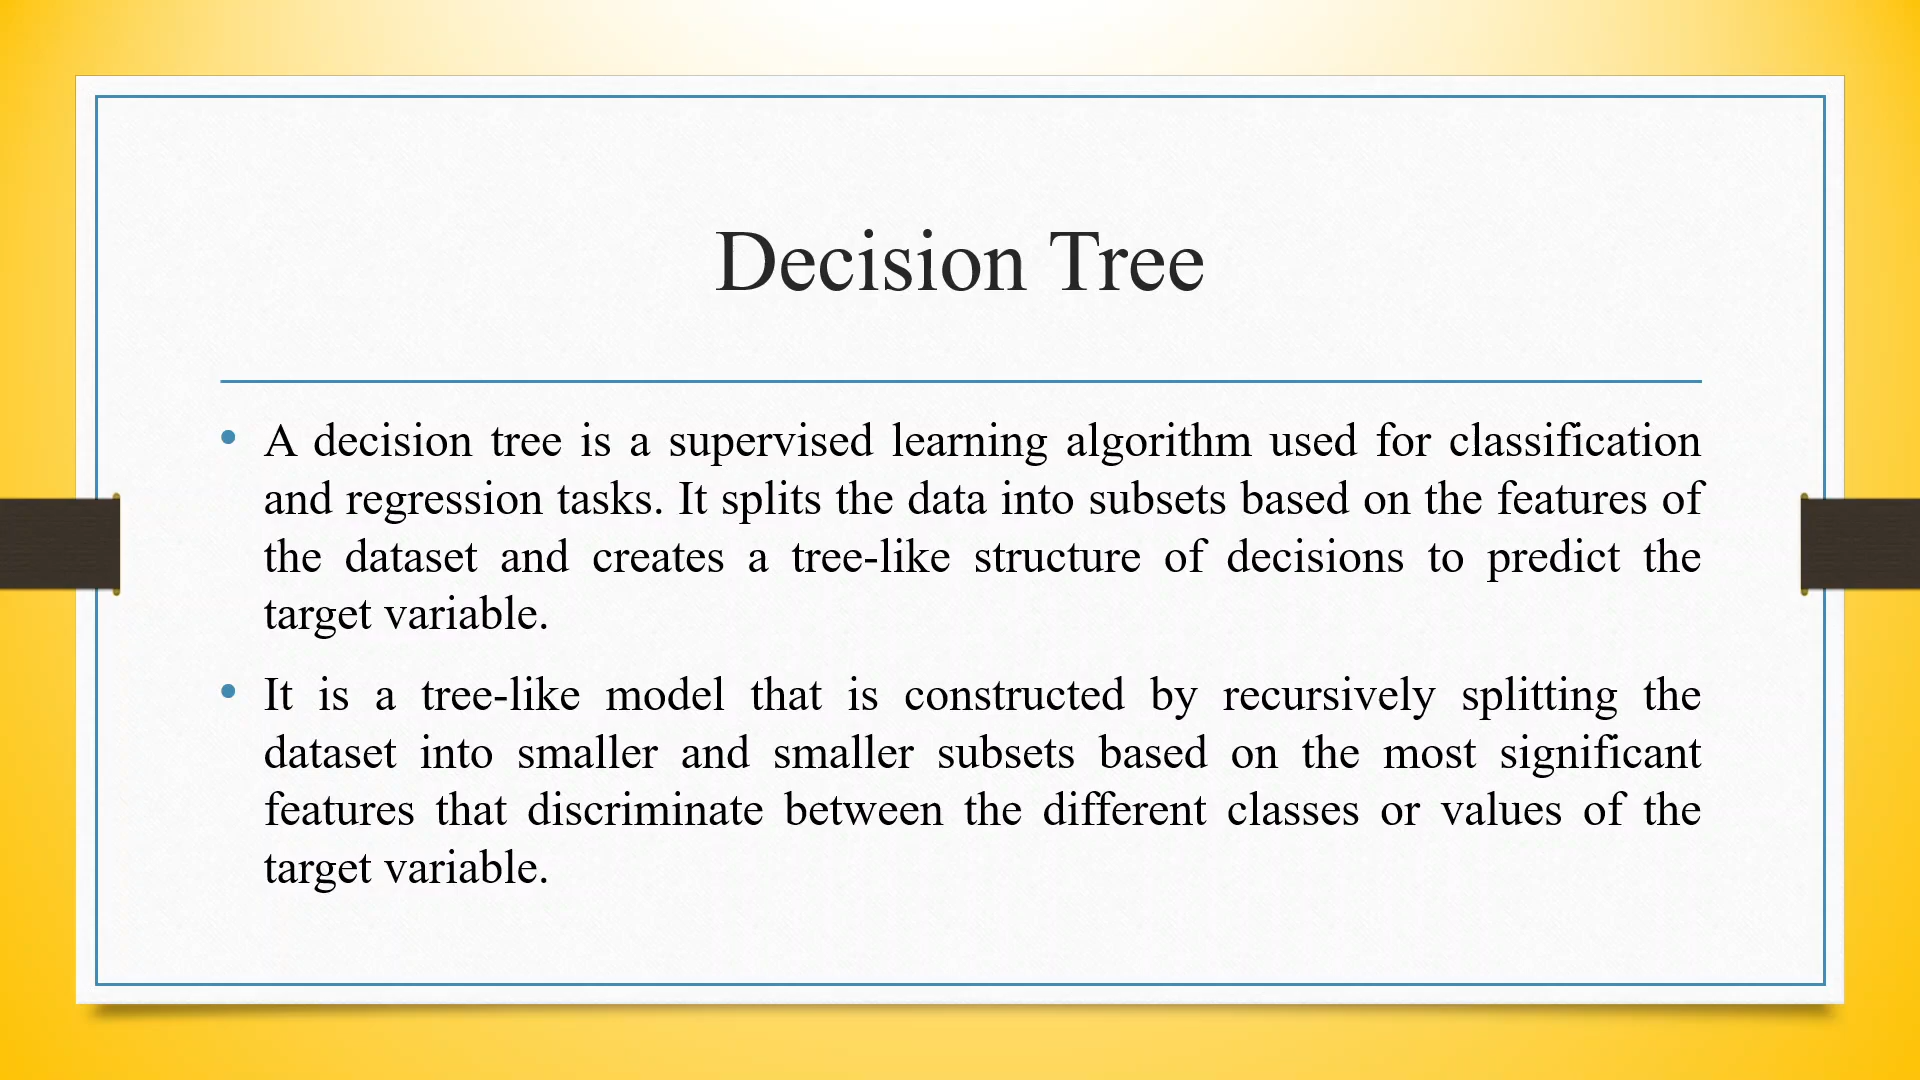 Decision Tree
• A decision tree is a supervised learning algorithm used for classification
and regression tasks. It splits the data into subsets based on the features of
the dataset and creates a tree-like structure of decisions to predict the
target variable.
• It is a tree-like model that is constructed by recursively splitting the
dataset into smaller and smaller subsets based on the most significant
features that discriminate between the different classes or values of the
target variable.